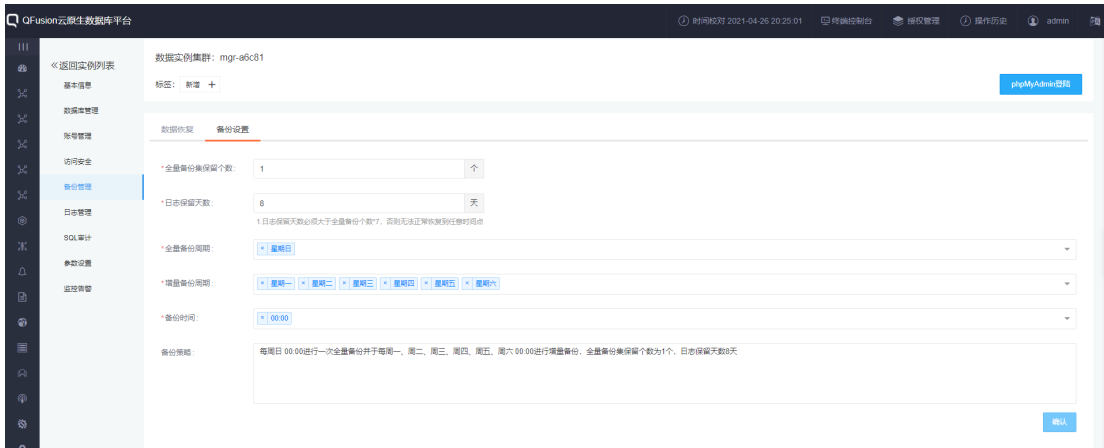 QFusion云原生数据库平台
时间校对 2021-04-26 20:25:01
终端控制台
授权管理
操作历史
admin
«返回实例列表
基本信息
数据库管理
账号管理
访问安全
备份管理
日志管理
SQL审计
参数设置
监控告警
数据实例集群：mgr-a6c81
标签： 新增 +
phpMyAdmin登陆
数据恢复 备份设置
*全量备份集保留个数: 1 个
*日志保留天数: 8 天
1.日志保留天数必须大于全量备份个数*7，否则无法正常恢复到任意时间点
*全量备份周期: × 星期日
*增量备份周期: × 星期一 × 星期二 × 星期三 × 星期四 × 星期五 × 星期六
*备份时间: × 00:00
备份策略: 每周日 00:00进行一次全量备份并于每周一、周二、周三、周四、周五、周六 00:00进行增量备份，全量备份集保留个数为1个，日志保留天数8天
确认